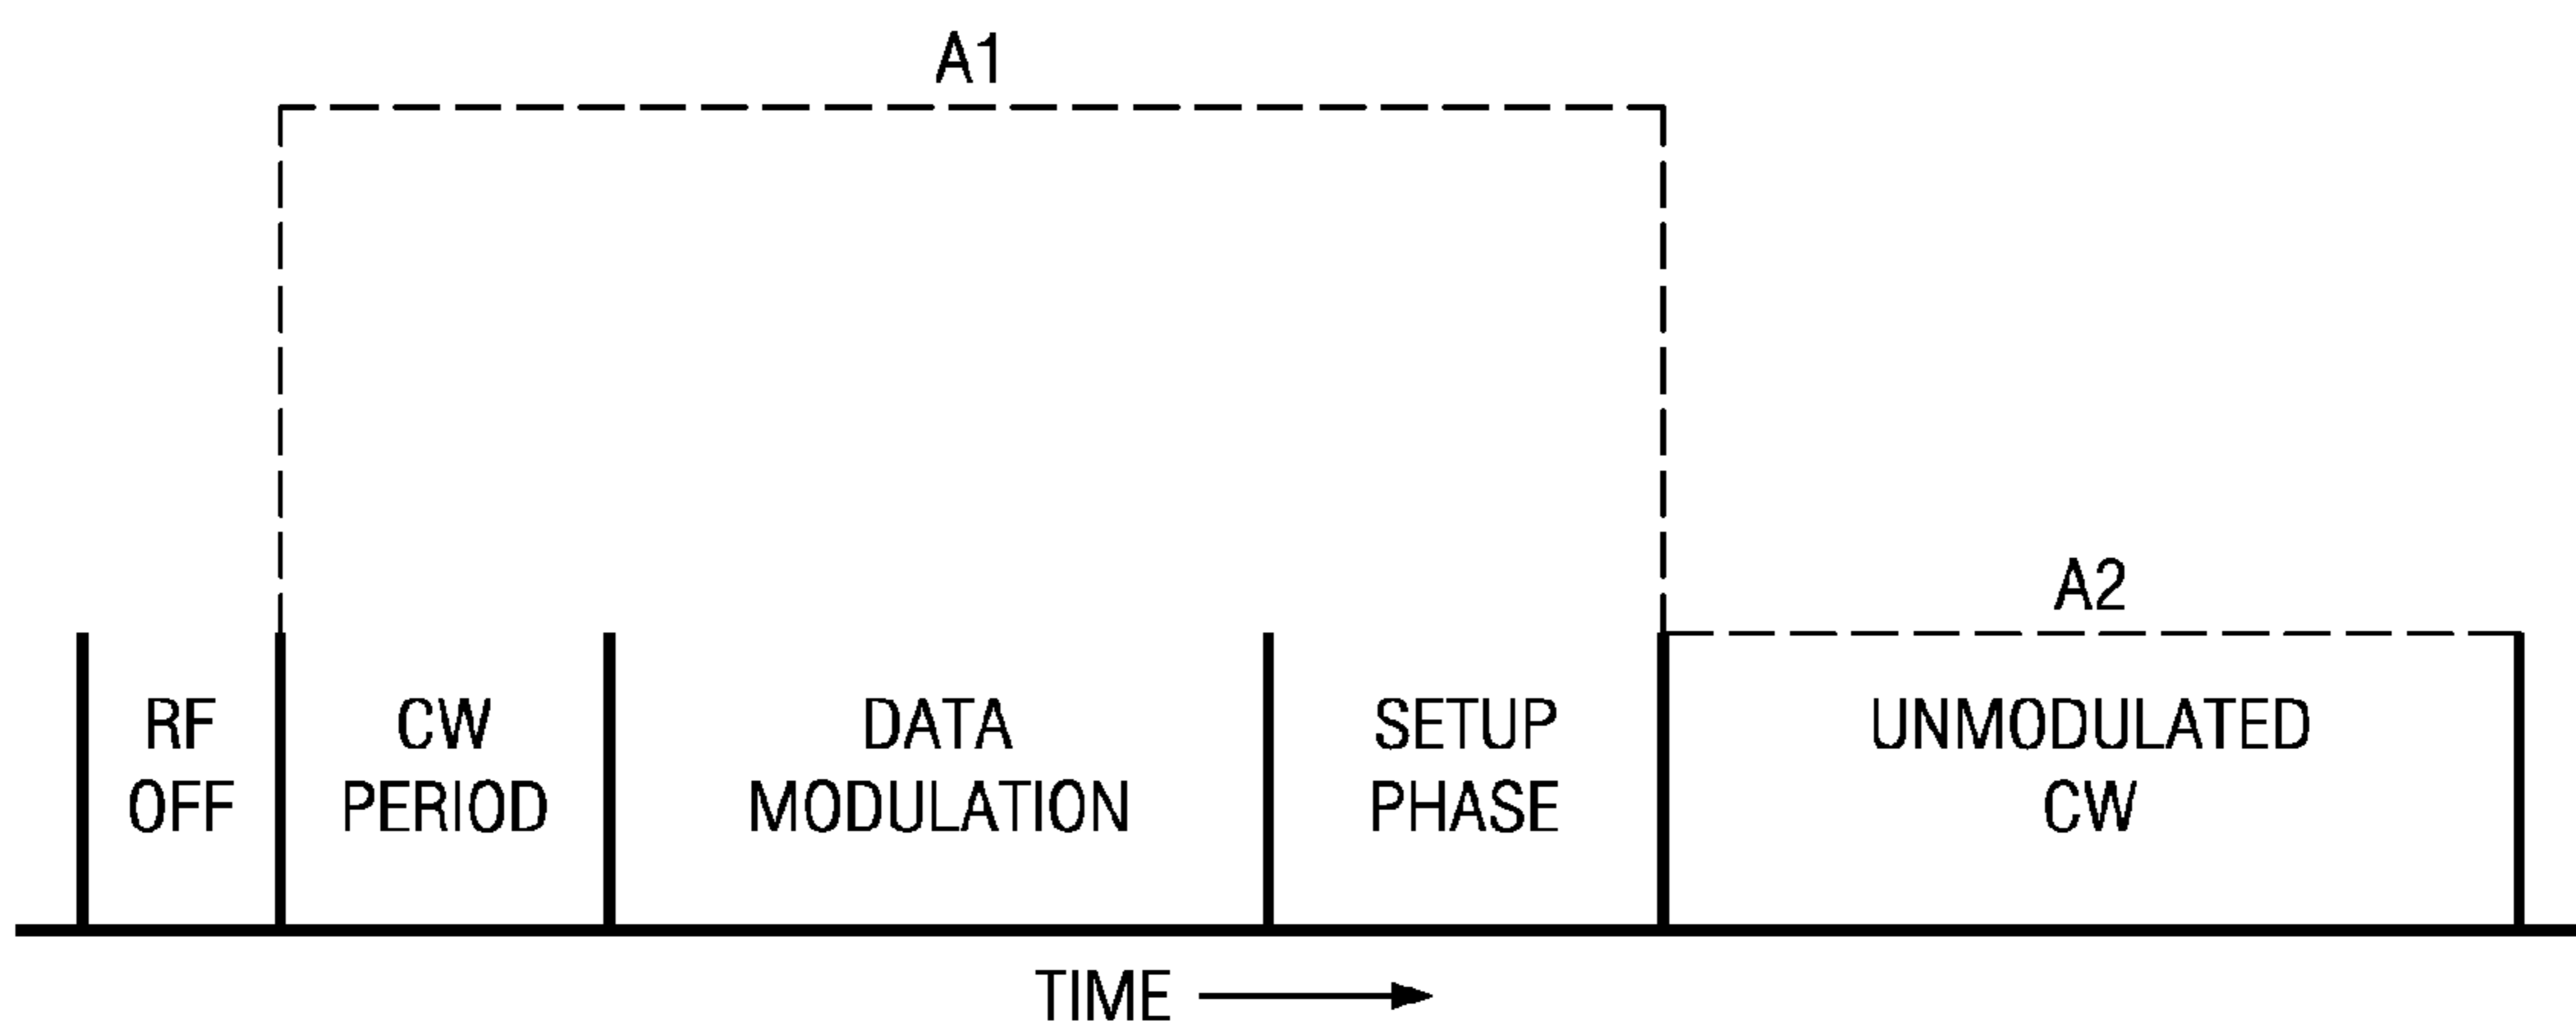 A1
A2
RF
OFF
CW
PERIOD
DATA
MODULATION
SETUP
PHASE
UNMODULATED
CW
TIME